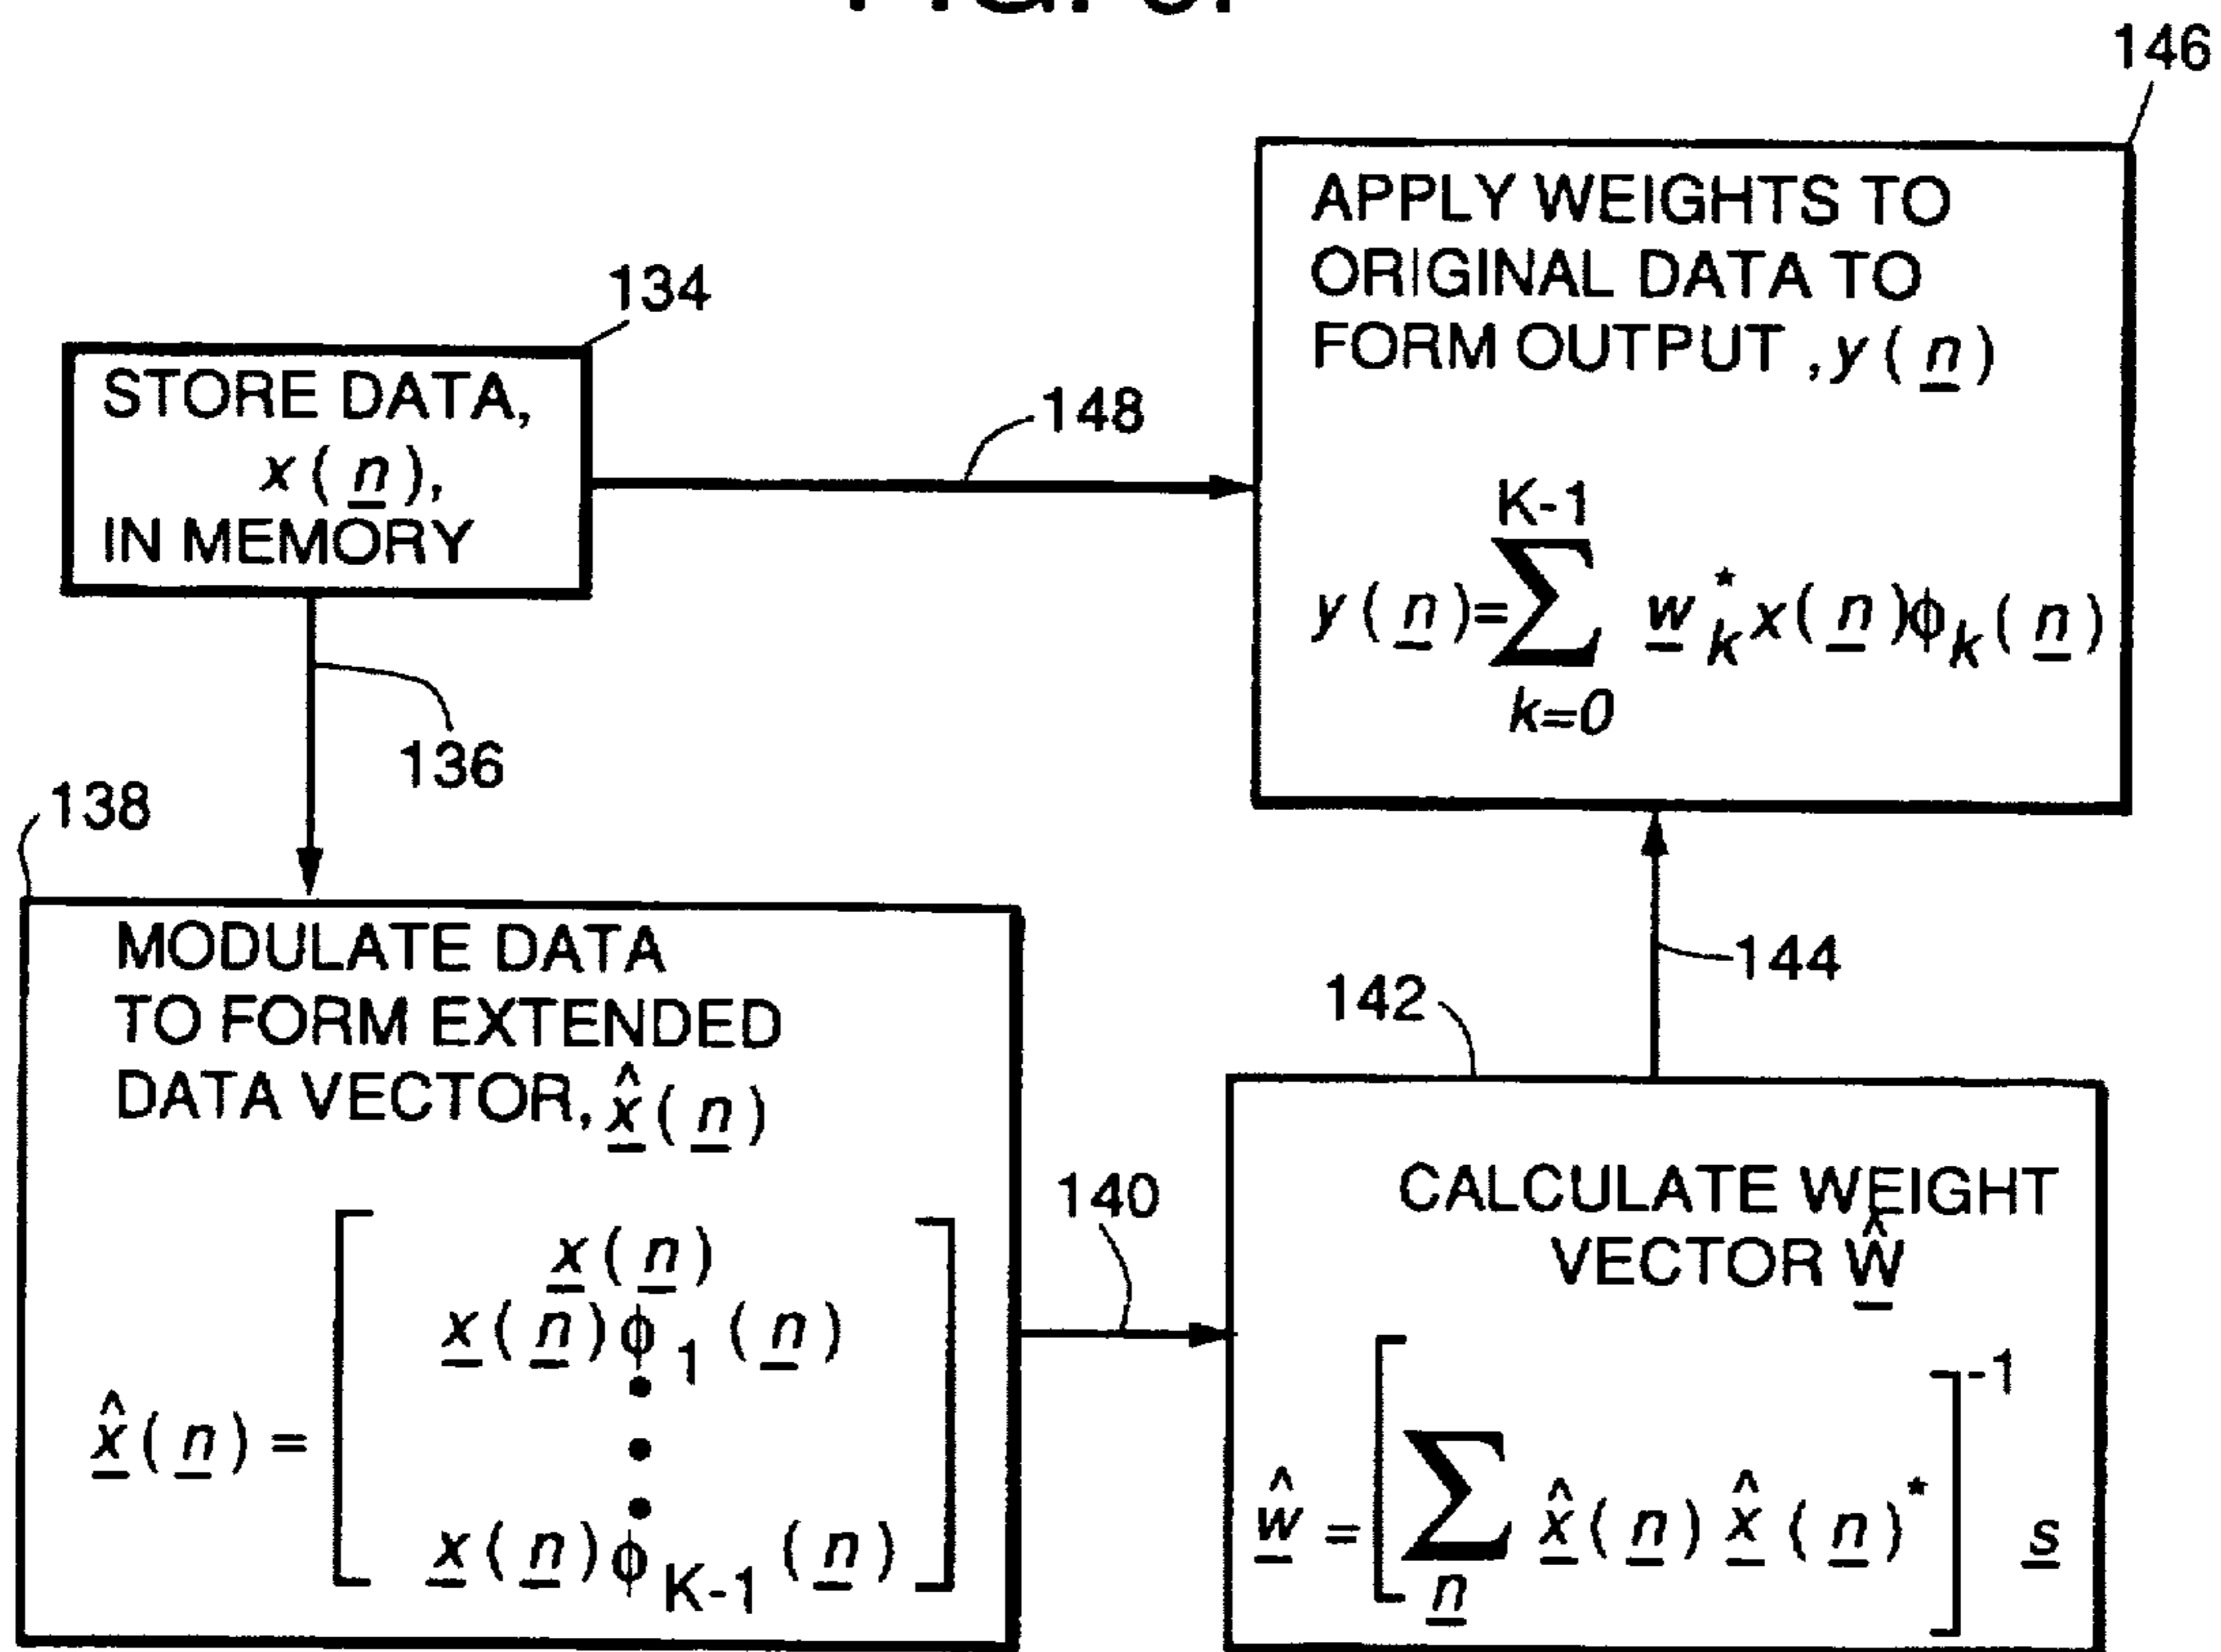 146
APPLY WEIGHTS TO
ORIGINAL DATA TO
FORM OUTPUT , y ( n )
K-1
y ( n )= ∑ w * k x ( n ) ϕ k ( n )
k=0
134
STORE DATA,
x ( n ),
IN MEMORY
148
136
138
MODULATE DATA
TO FORM EXTENDED
DATA VECTOR, x̂ ( n )
x ( n )
x ( n ) ϕ 1 ( n )
x̂ ( n ) =
x ( n ) ϕ K-1 ( n )
140
142
144
CALCULATE WEIGHT
VECTOR ŵ
ŵ = [ ∑ n x̂ ( n ) x̂ ( n ) * ] -1 s